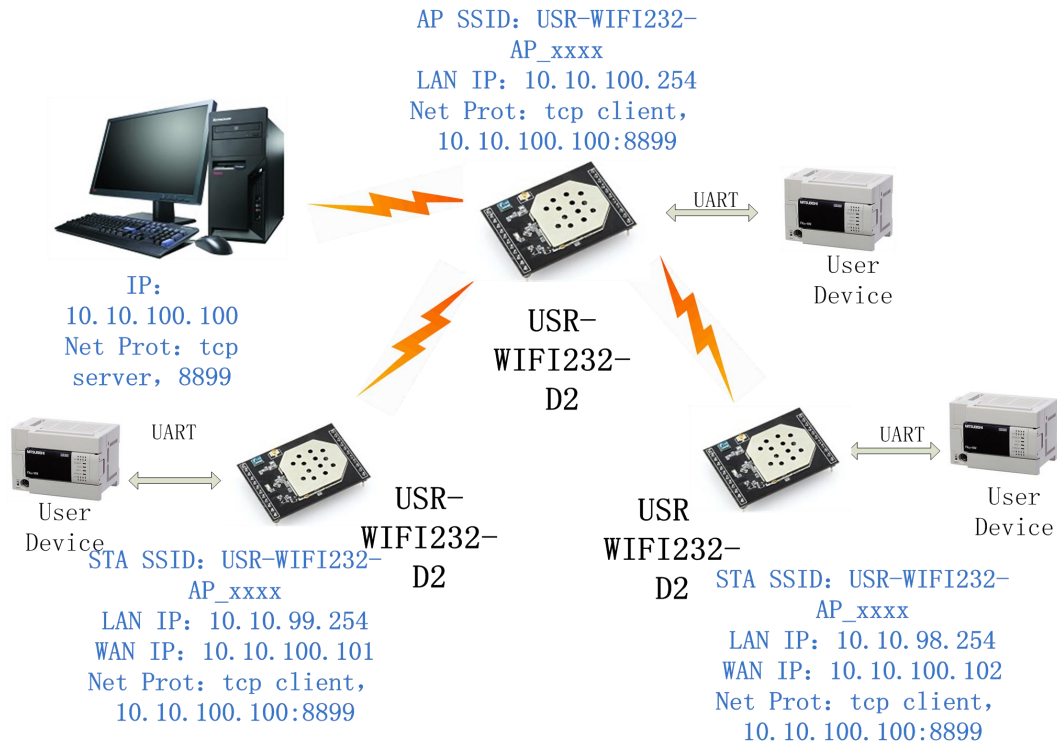 AP SSID: USR-WIFI232-
AP_xxxx
LAN IP: 10.10.100.254
Net Prot: tcp client,
10.10.100.100:8899
UART
User
Device
IP:
10.10.100.100
Net Prot: tcp
server, 8899
USR-
WIFI232-
D2
UART
User
Device
USR-
WIFI232-
D2
STA SSID: USR-WIFI232-
AP_xxxx
LAN IP: 10.10.99.254
WAN IP: 10.10.100.101
Net Prot: tcp client,
10.10.100.100:8899
UART
User
Device
USR
WIFI232-
D2
STA SSID: USR-WIFI232-
AP_xxxx
LAN IP: 10.10.98.254
WAN IP: 10.10.100.102
Net Prot: tcp client,
10.10.100.100:8899